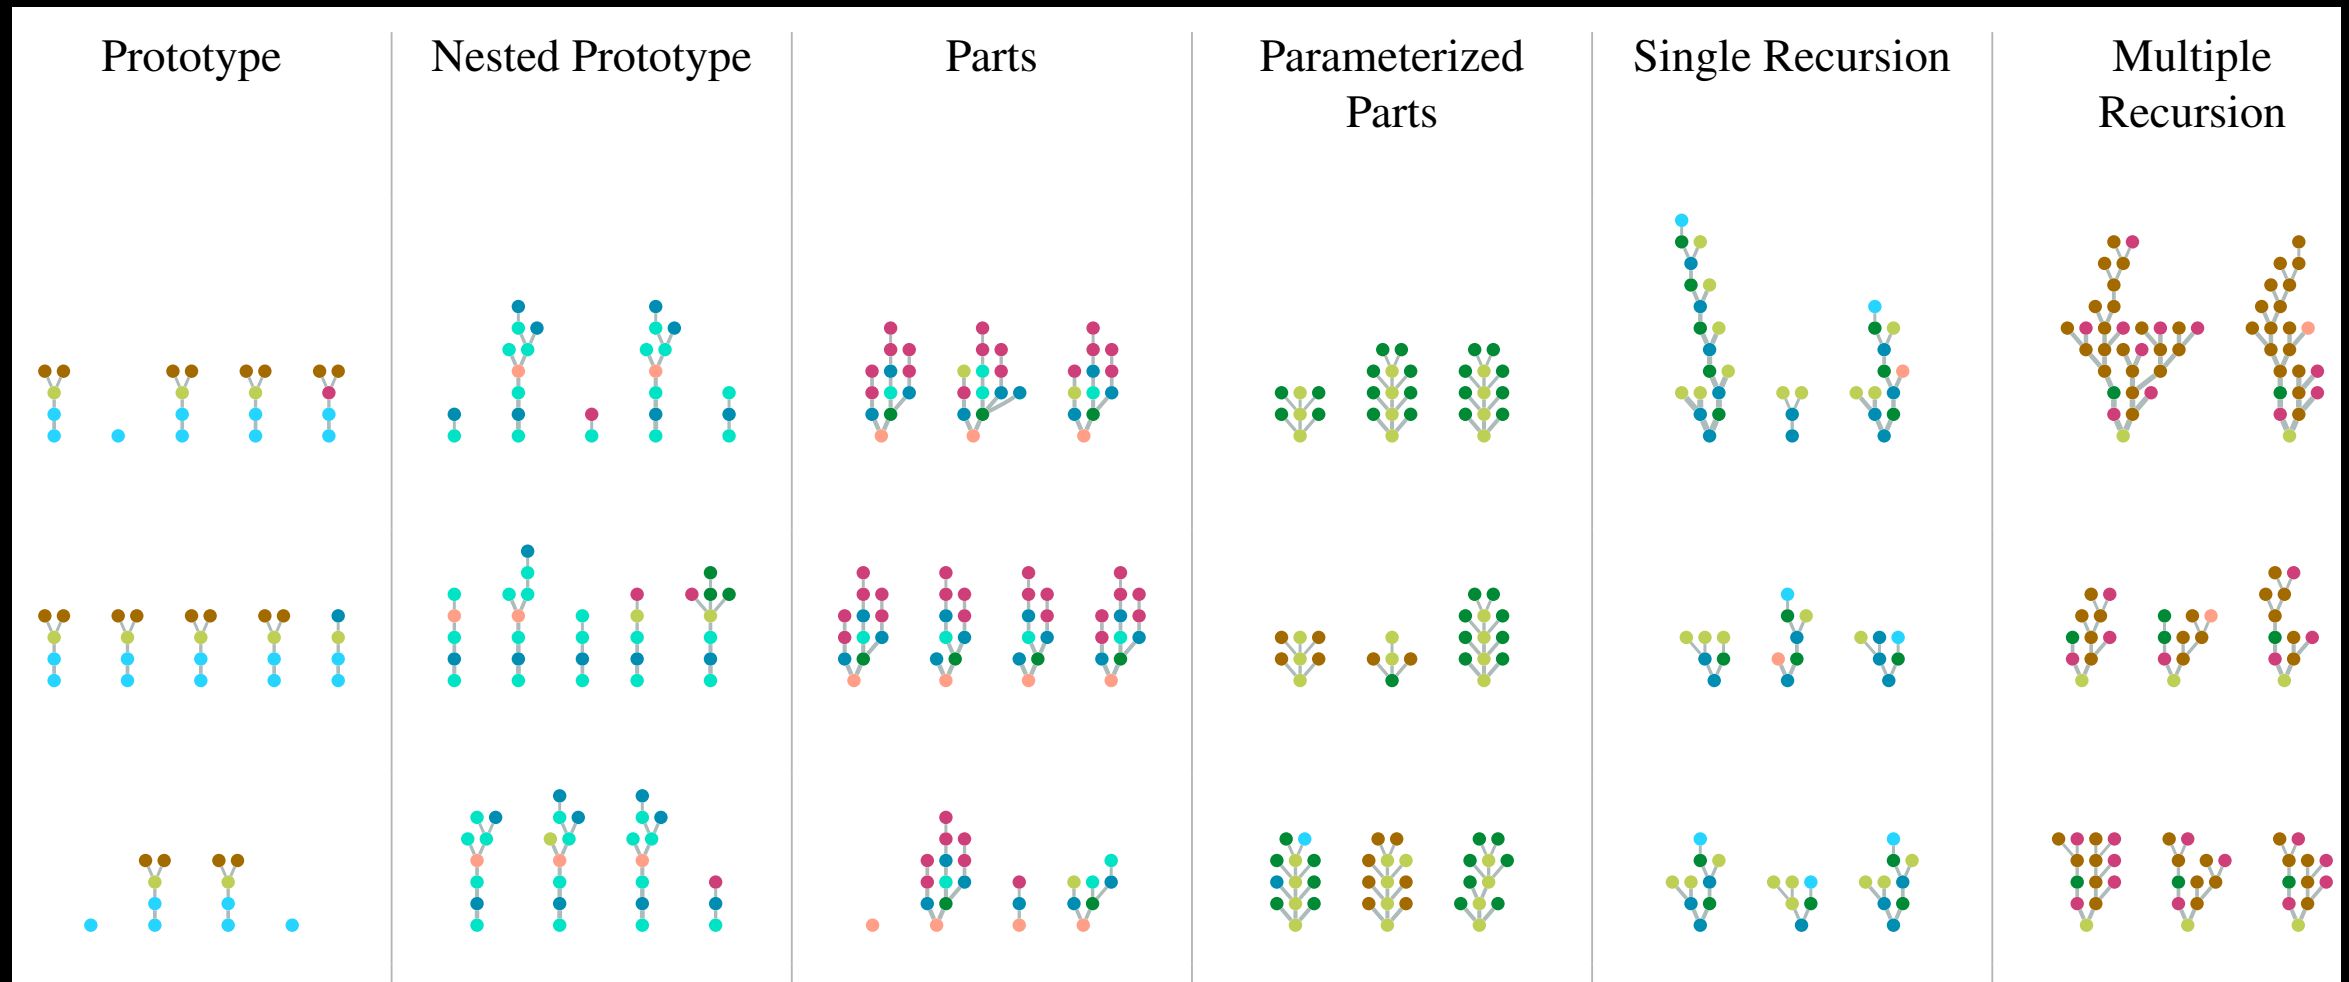 Prototype
Nested Prototype
Parts
Parameterized
Parts
Single Recursion
Multiple
Recursion